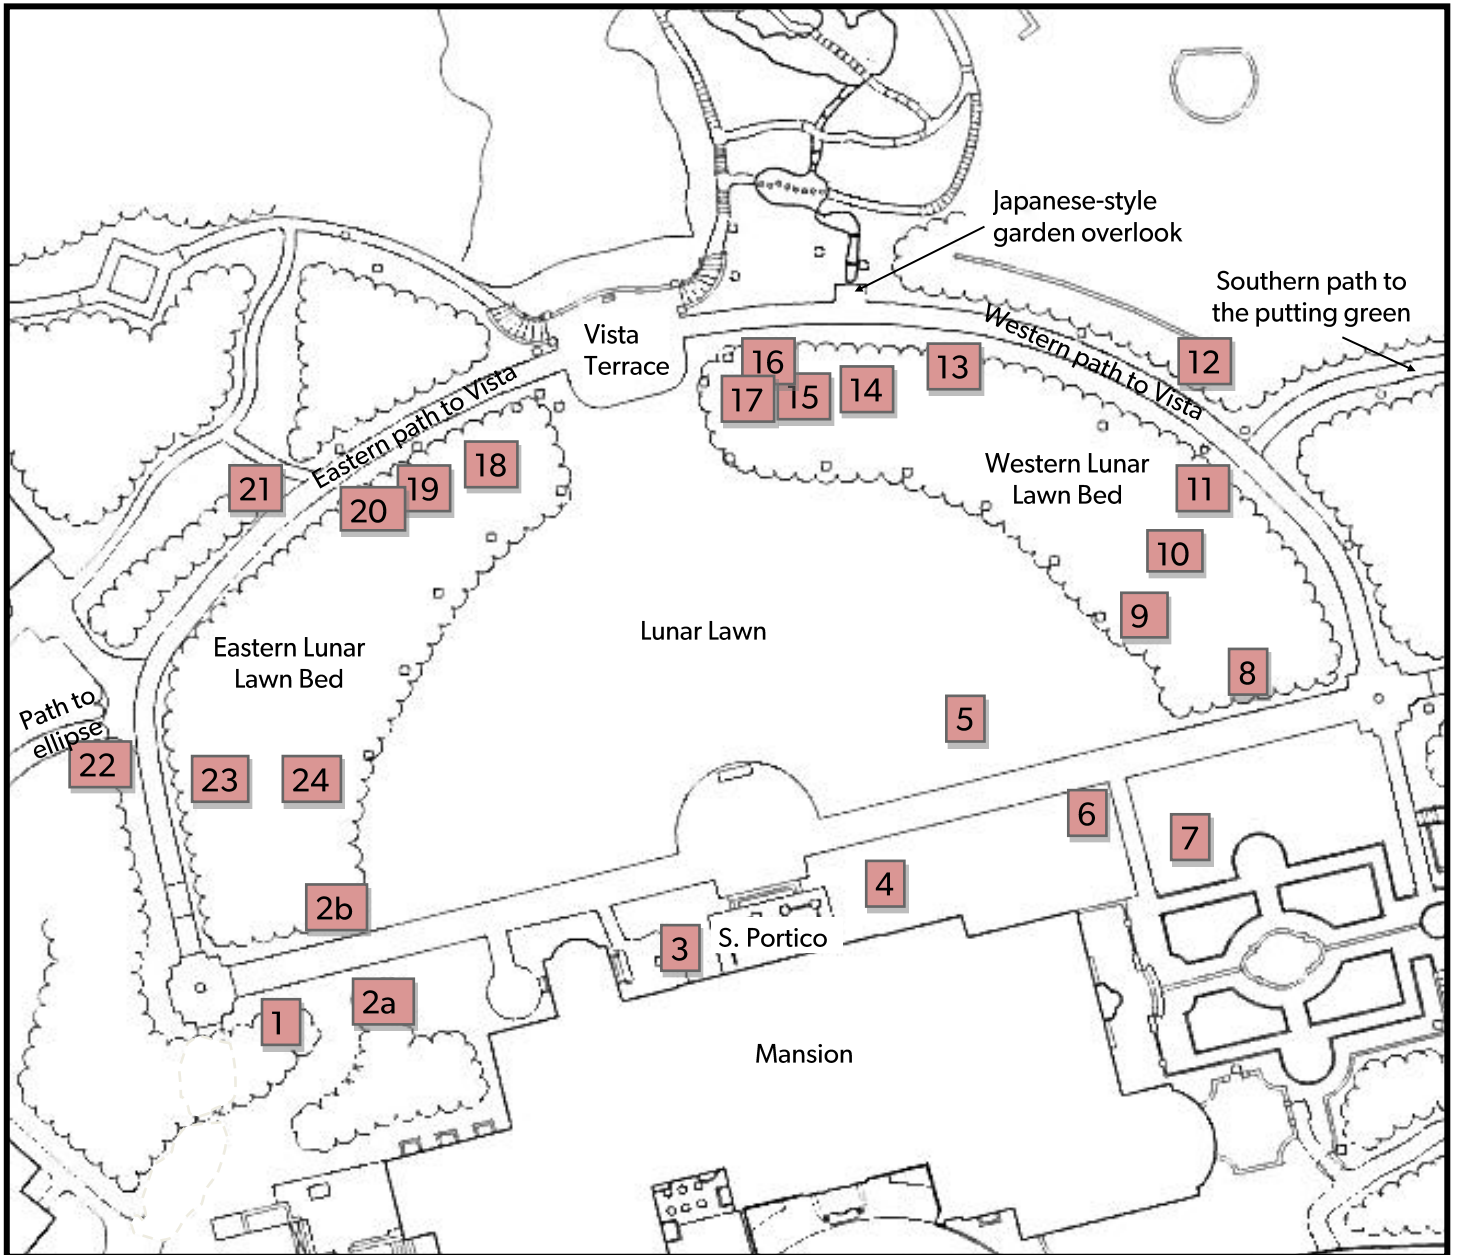 Japanese-style
garden overlook
Southern path to
the putting green
Western path to Vista
Vista
Terrace
12
16
13
14
15
17
Eastern path to Vista
18
Western Lunar
Lawn Bed
21
19
11
20
10
9
Eastern Lunar
Lawn Bed
Lunar Lawn
8
Path to
ellipse
5
22
23
24
6
7
4
2b
S. Portico
3
2a
1
Mansion